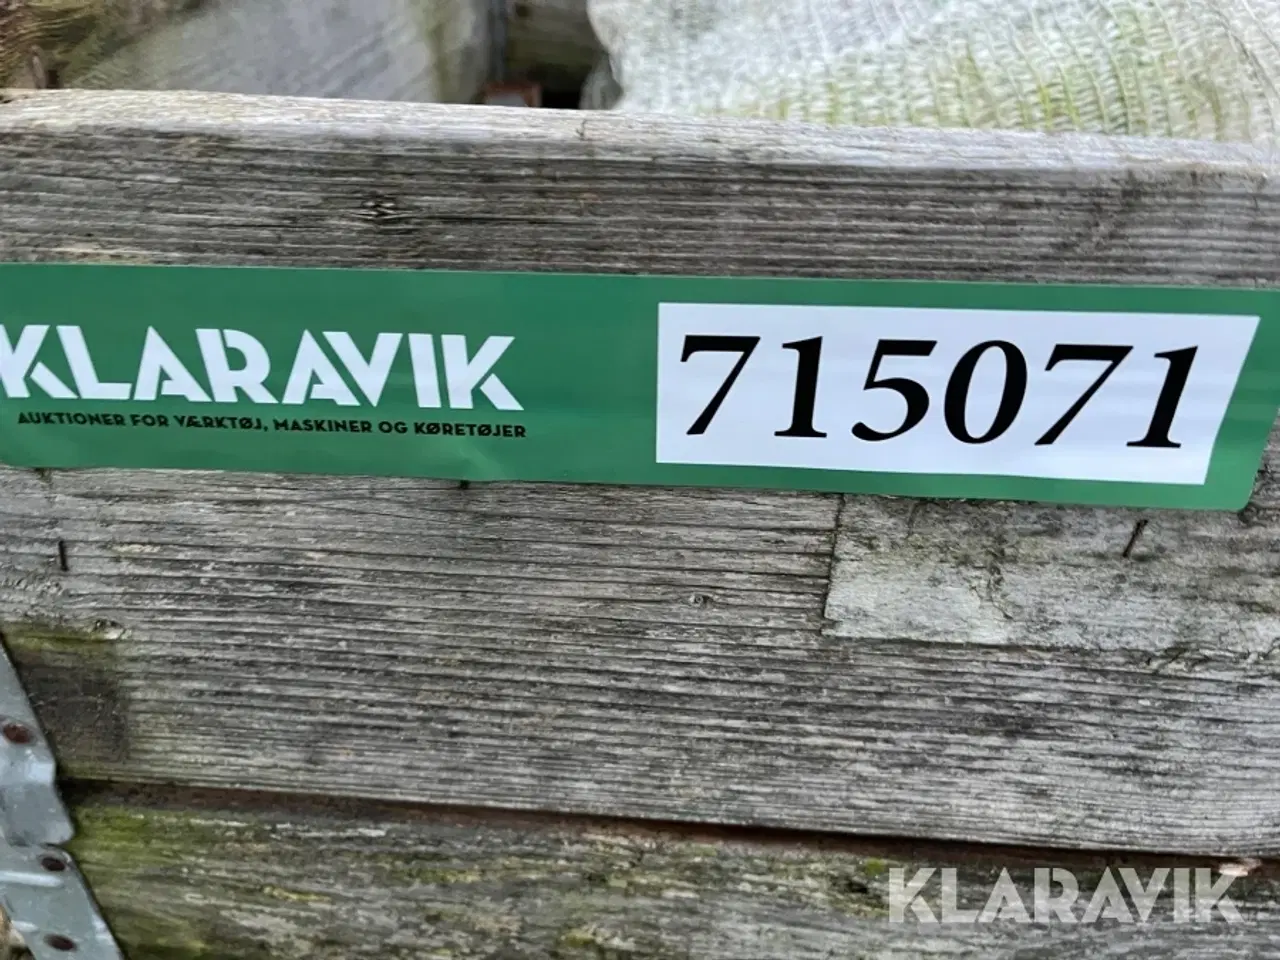 KLARAVIK
AUKTIONER FOR VÆRKTØJ, MASKINER OG KØRETØJER
715071
KLARAVIK